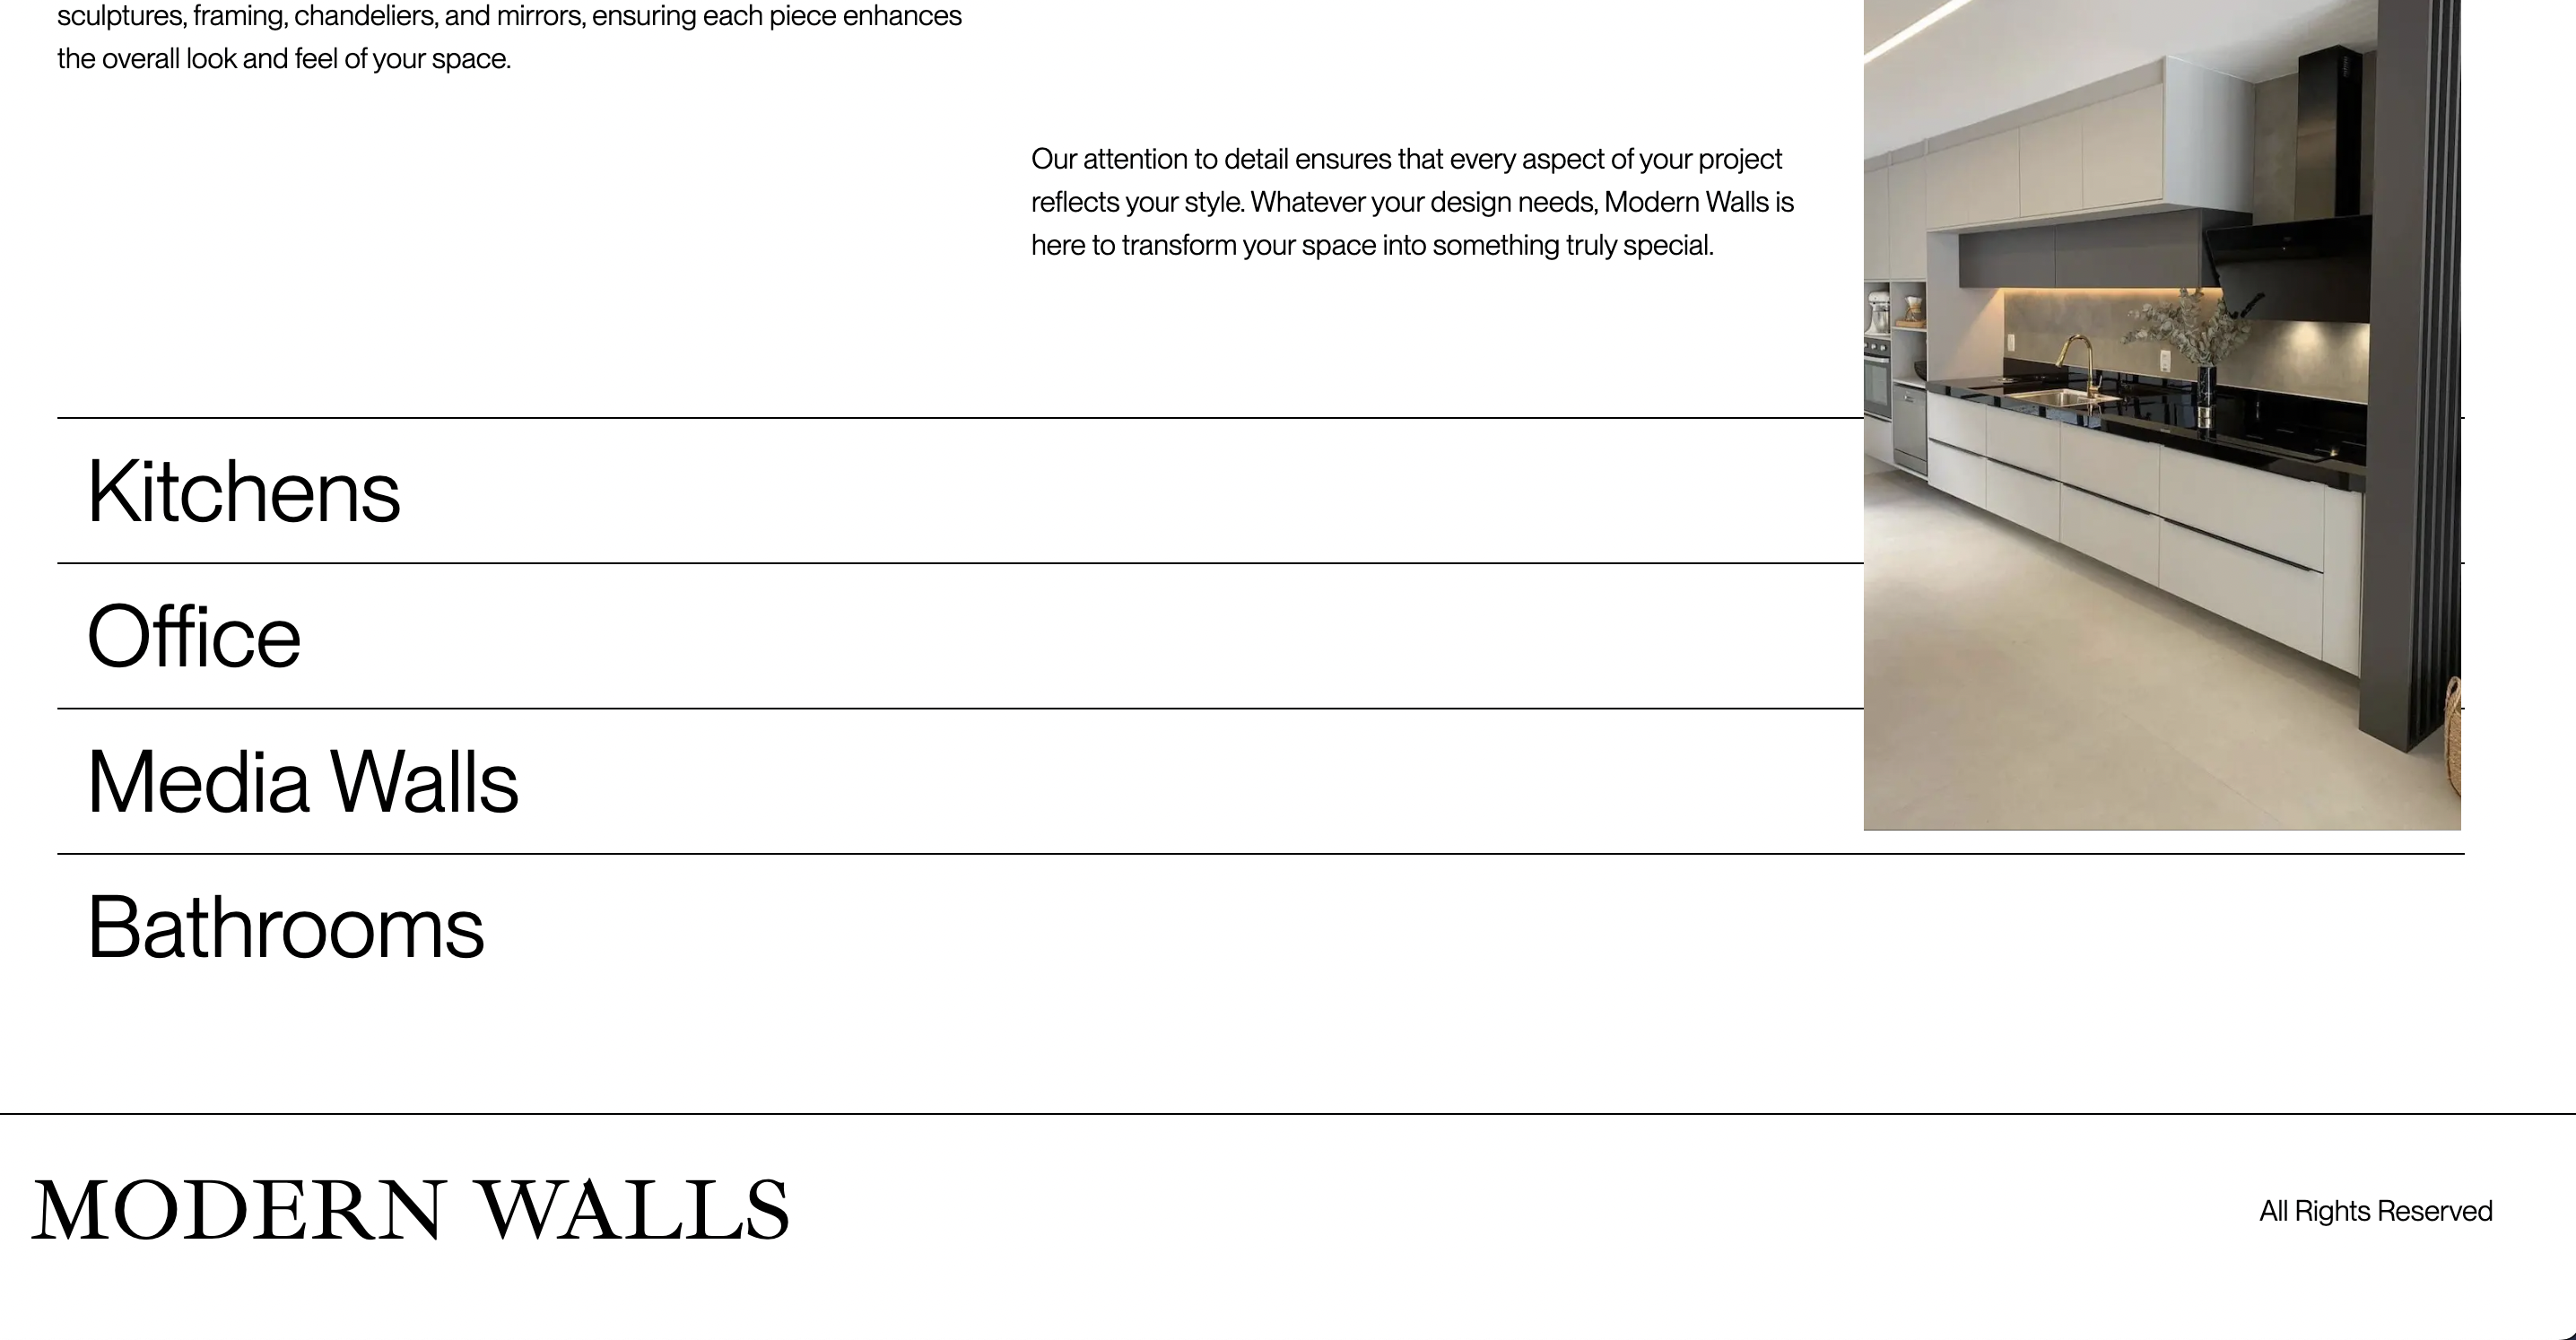 sculptures, framing, chandeliers, and mirrors, ensuring each piece enhances
the overall look and feel of your space.
Our attention to detail ensures that every aspect of your project
reflects your style. Whatever your design needs, Modern Walls is
here to transform your space into something truly special.
Kitchens
Office
Media Walls
Bathrooms
MODERN WALLS
All Rights Reserved